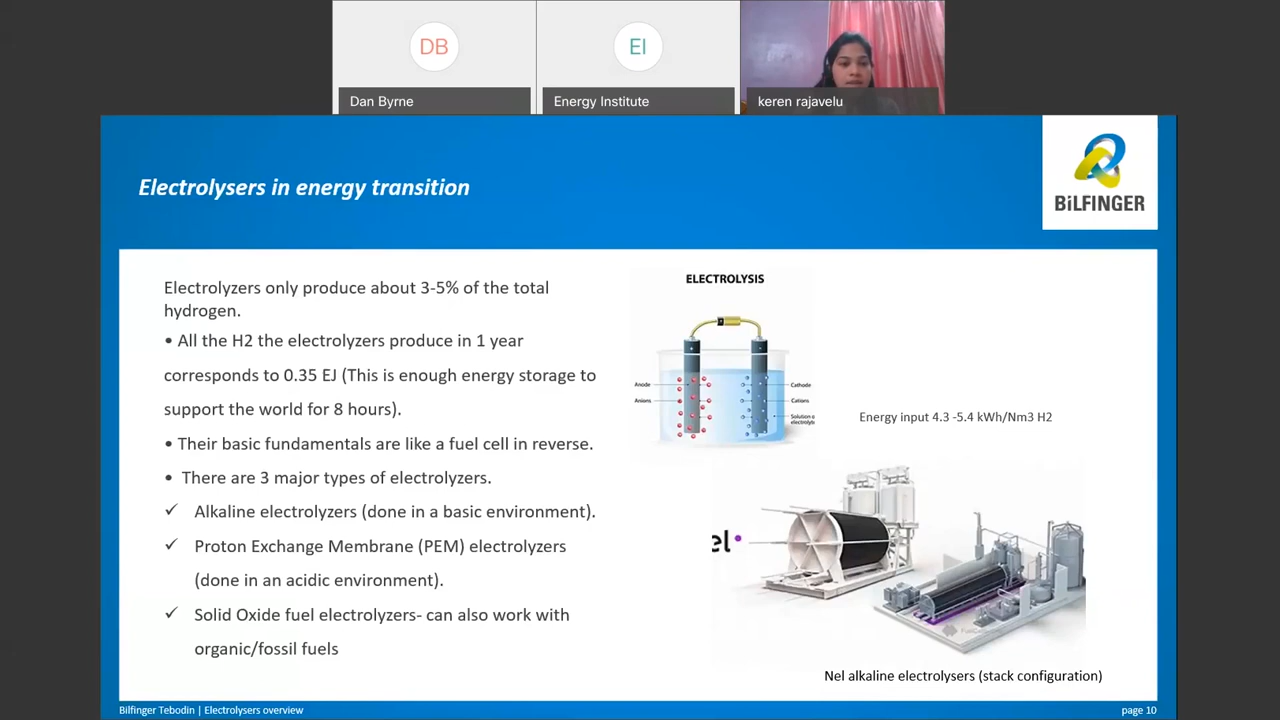 DB
EI
Dan Byrne
Energy Institute
keren rajavelu
Electrolysers in energy transition
BiLFINGER
Electrolyzers only produce about 3-5% of the total
hydrogen.
• All the H2 the electrolyzers produce in 1 year
corresponds to 0.35 EJ (This is enough energy storage to
support the world for 8 hours).
• Their basic fundamentals are like a fuel cell in reverse.
• There are 3 major types of electrolyzers.
✓ Alkaline electrolyzers (done in a basic environment).
✓ Proton Exchange Membrane (PEM) electrolyzers
(done in an acidic environment).
✓ Solid Oxide fuel electrolyzers- can also work with
organic/fossil fuels
ELECTROLYSIS
Anode
Anions
Cathode
Cations
Solution o
electrolyt
Energy input 4.3 -5.4 kWh/Nm3 H2
el
Nel alkaline electrolysers (stack configuration)
Bilfinger Tebodin | Electrolysers overview
page 10